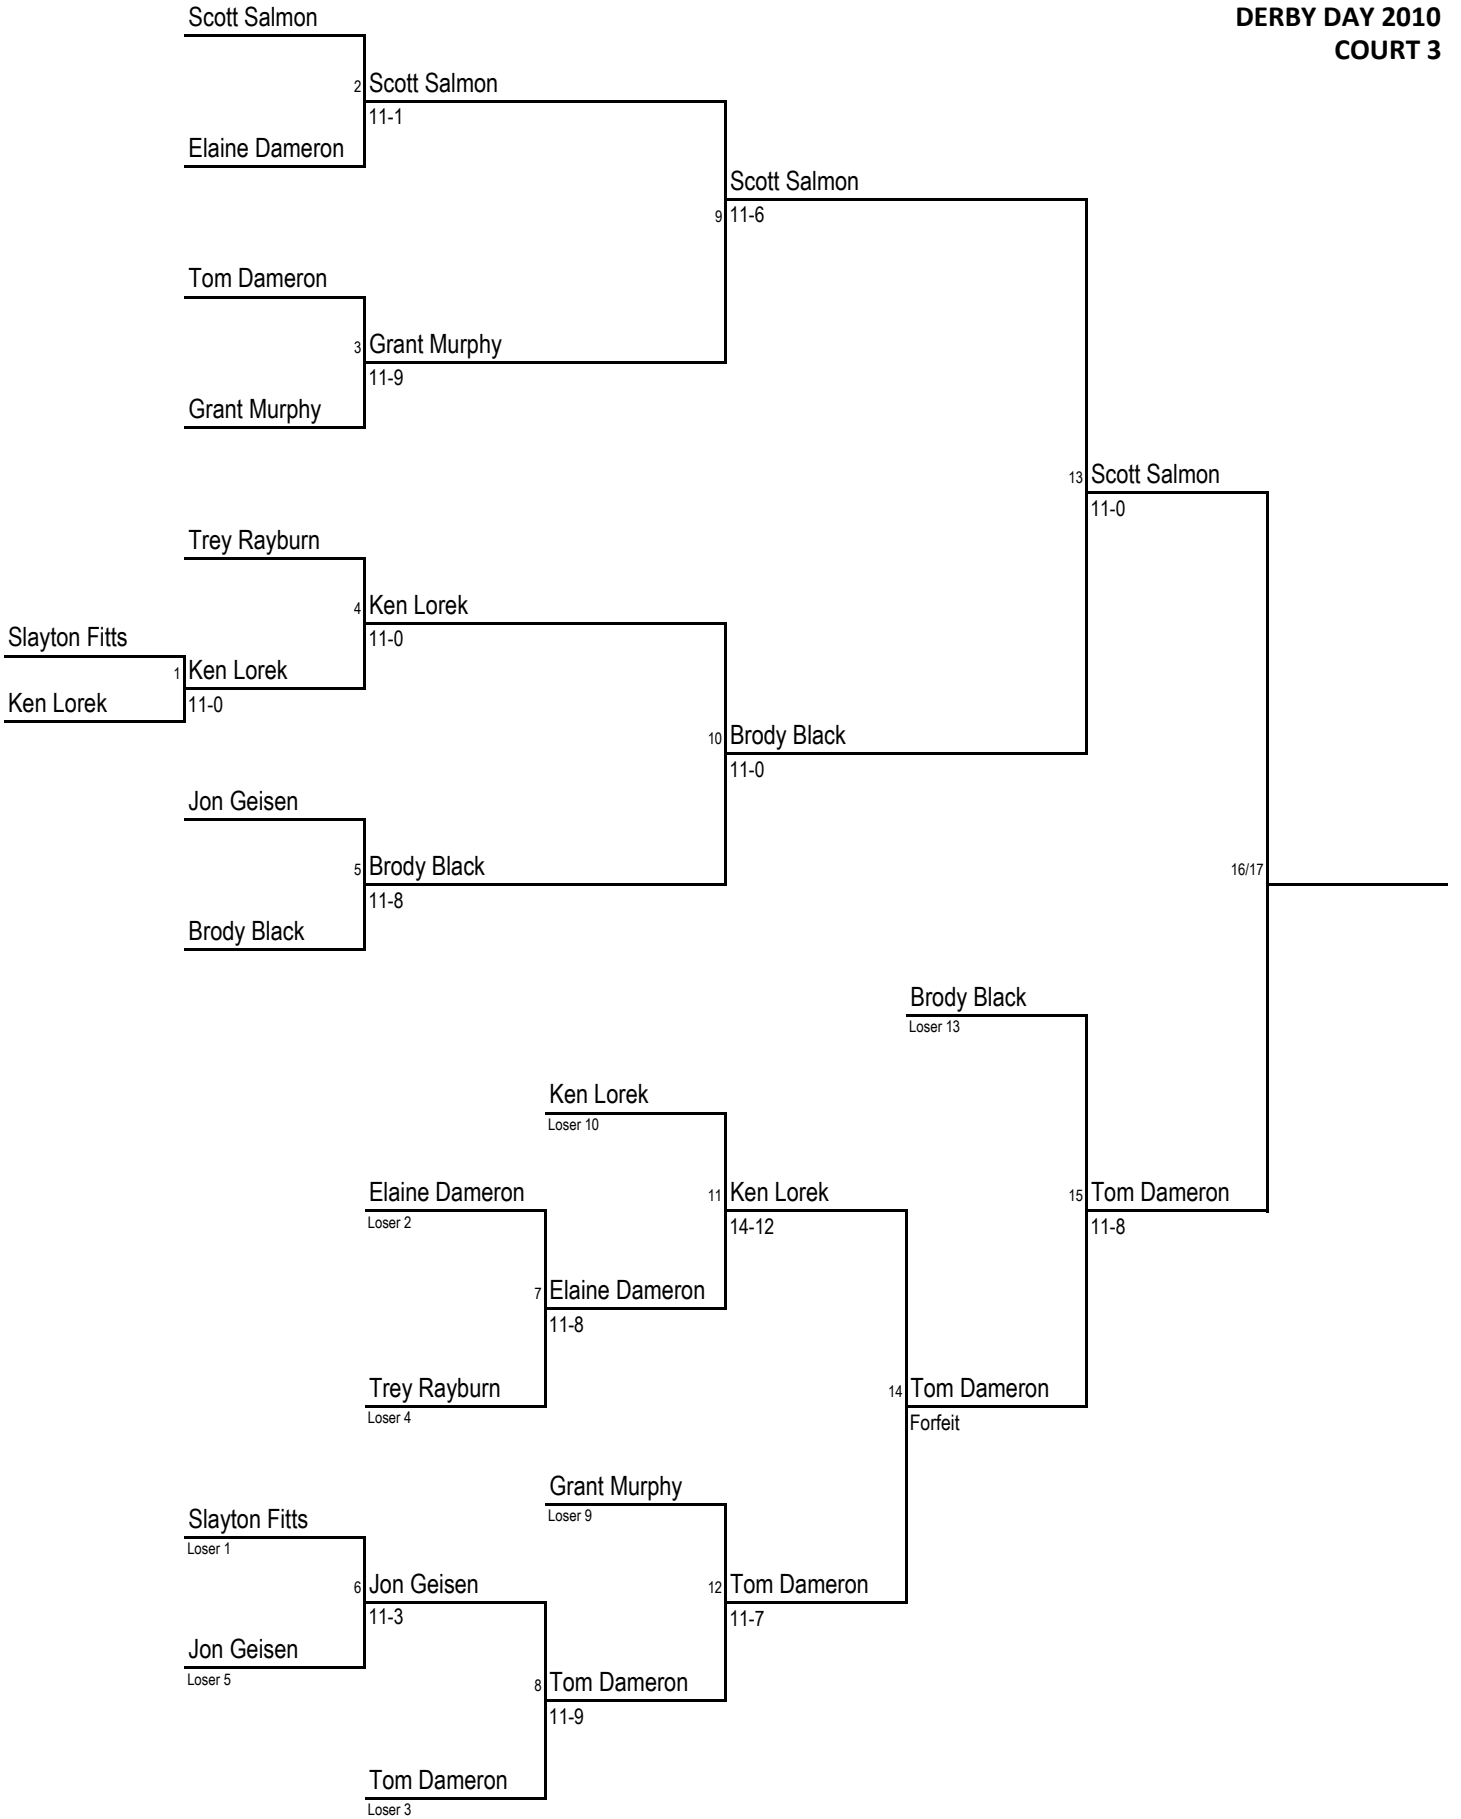 DERBY DAY 2010
COURT 3
Scott Salmon
2 Scott Salmon
11-1
Elaine Dameron
Scott Salmon
9 11-6
Tom Dameron
3 Grant Murphy
11-9
Grant Murphy
13 Scott Salmon
11-0
Trey Rayburn
4 Ken Lorek
11-0
Slayton Fitts
1 Ken Lorek
11-0
Ken Lorek
10 Brody Black
11-0
Jon Geisen
5 Brody Black
11-8
Brody Black
16/17
Brody Black
Loser 13
Ken Lorek
Loser 10
Elaine Dameron
Loser 2
11 Ken Lorek
14-12
15 Tom Dameron
11-8
7 Elaine Dameron
11-8
Trey Rayburn
Loser 4
14 Tom Dameron
Forfeit
Grant Murphy
Loser 9
Slayton Fitts
Loser 1
6 Jon Geisen
11-3
12 Tom Dameron
11-7
Jon Geisen
Loser 5
8 Tom Dameron
11-9
Tom Dameron
Loser 3